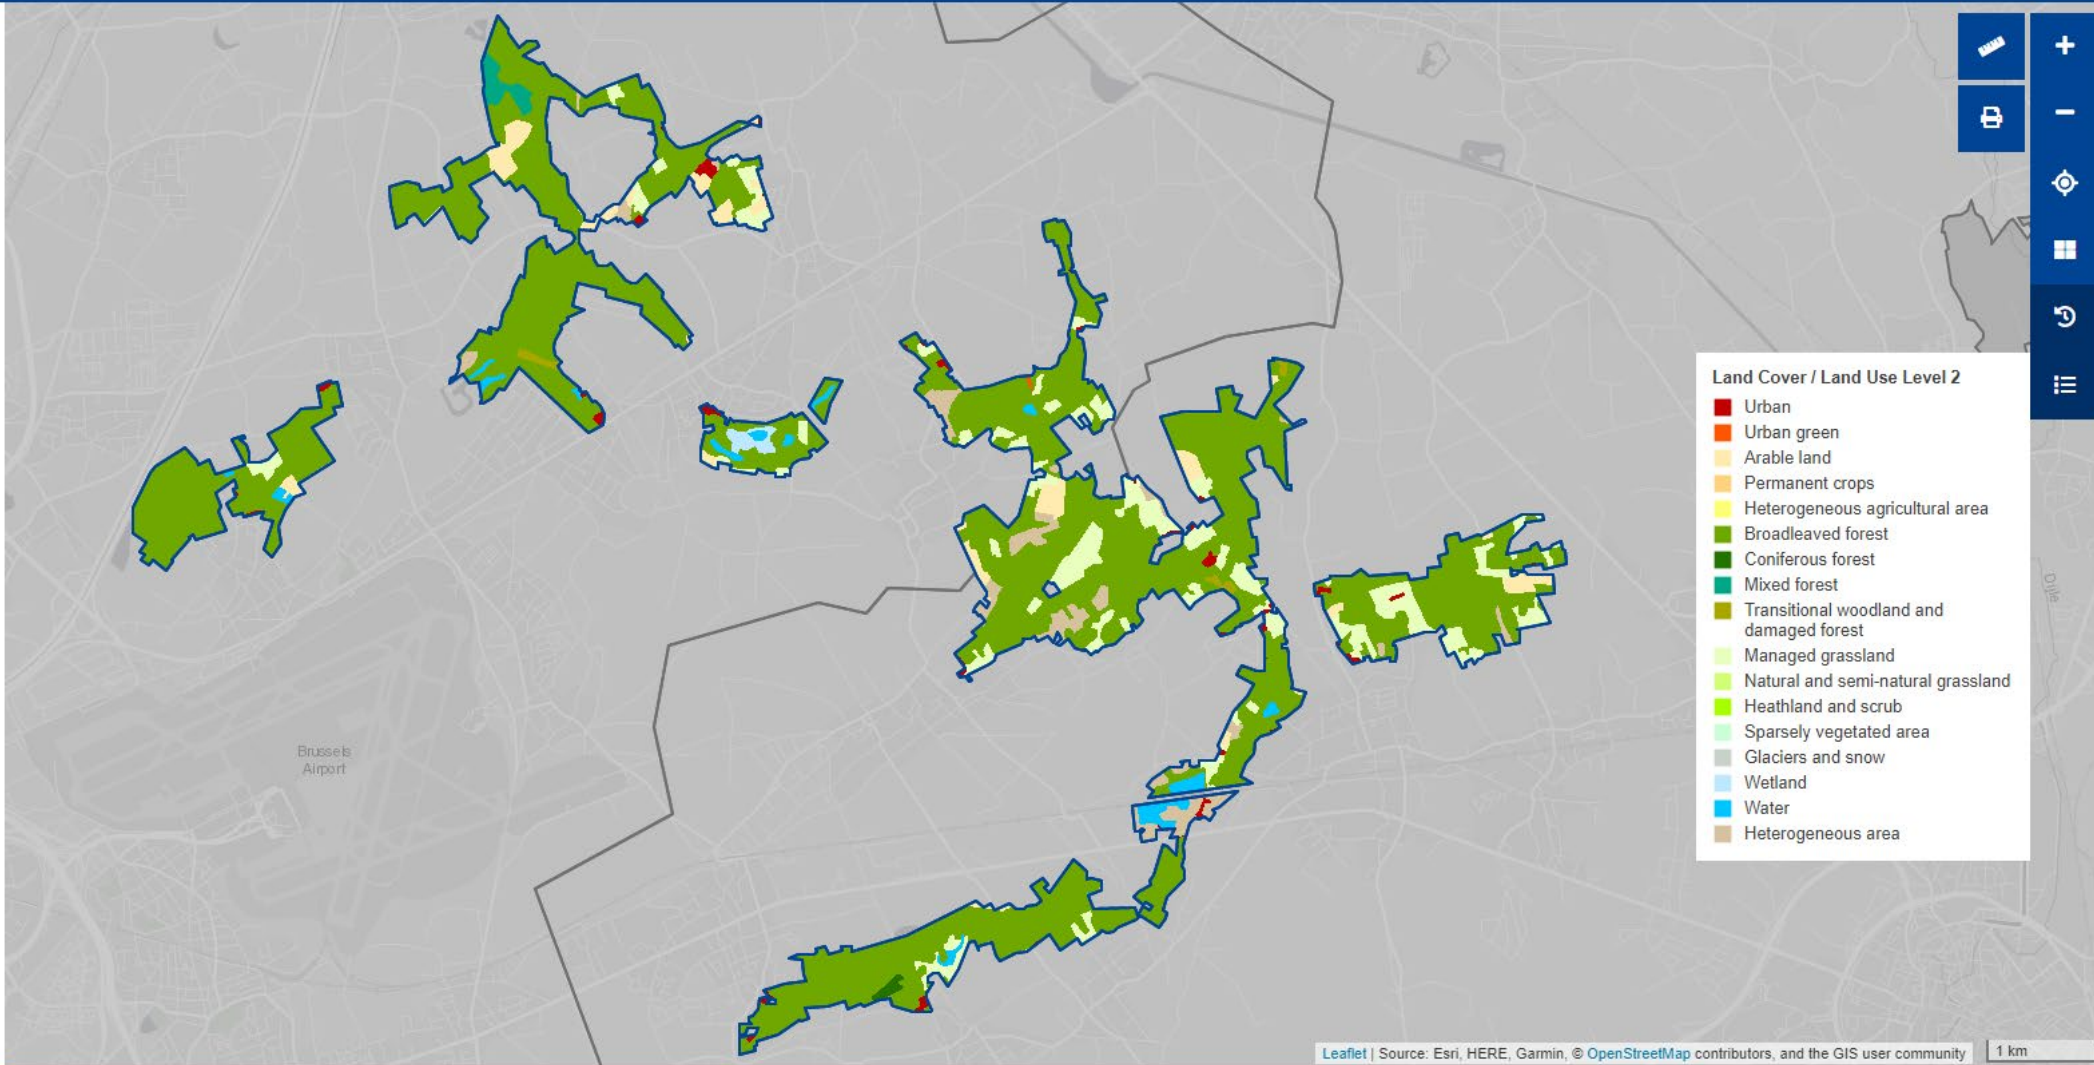 Land Cover / Land Use Level 2
Urban
Urban green
Arable land
Permanent crops
Heterogeneous agricultural area
Broadleaved forest
Coniferous forest
Mixed forest
Transitional woodland and
damaged forest
Managed grassland
Natural and semi-natural grassland
Heathland and scrub
Sparsely vegetated area
Glaciers and snow
Wetland
Water
Heterogeneous area
Dijle
Brussels
Airport
Leaflet | Source: Esri, HERE, Garmin, © OpenStreetMap contributors, and the GIS user community
1 km